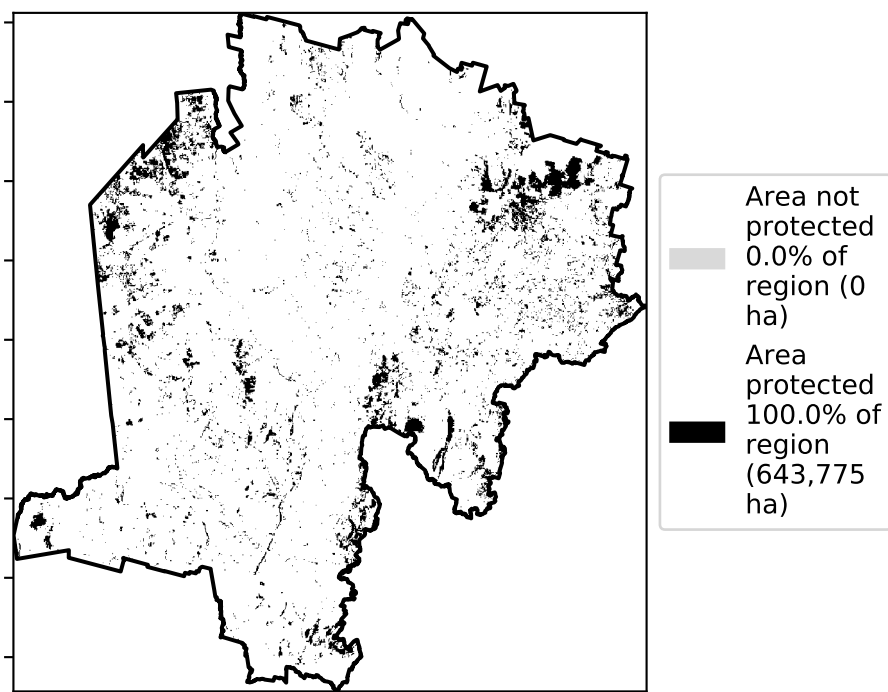 Area not
protected
0.0% of
region (0
ha)
Area
protected
100.0% of
region
(643,775
ha)